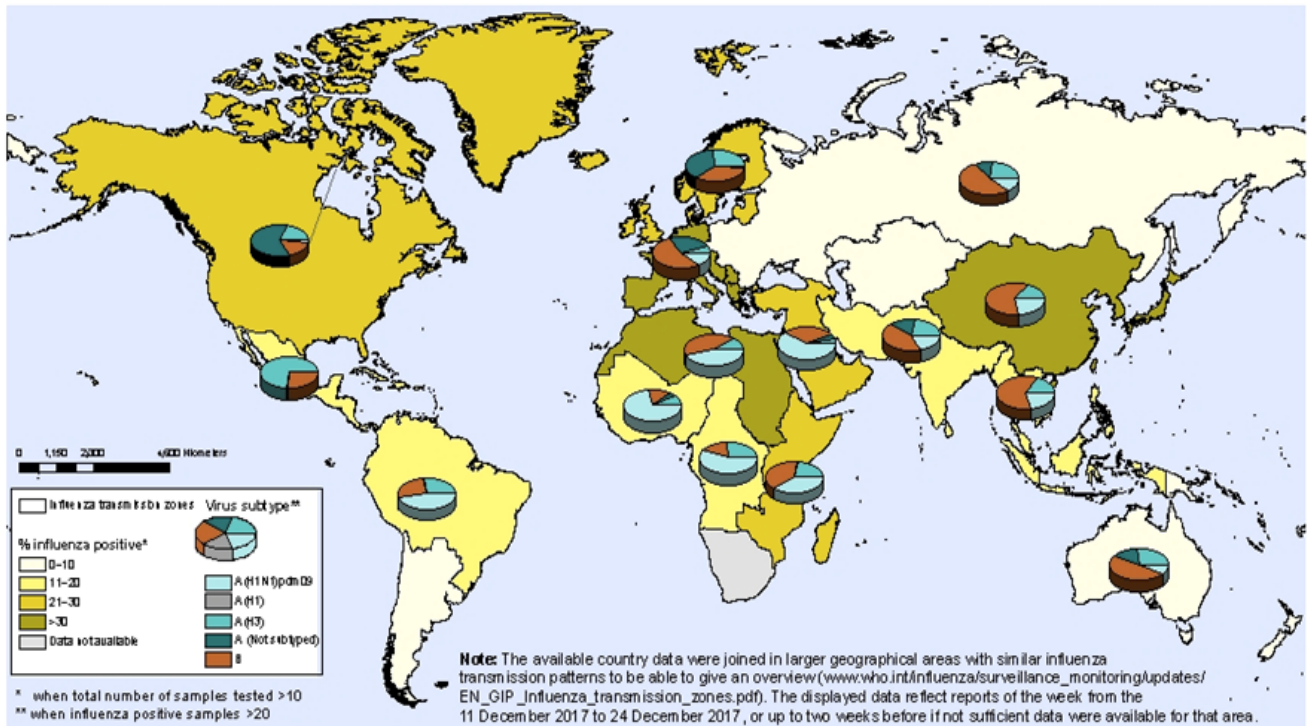 0 1,150 2,300 4,600 Kilometers
Influenza transmission zones
Virus subtype**
% influenza positive*
0-10
11-20
21-30
>30
Data not available
A(H1N1)pdm09
A(H1)
A(H3)
A (Not subtyped)
B
* when total number of samples tested >10
** when influenza positive samples >20
Note: The available country data were joined in larger geographical areas with similar influenza
transmission patterns to be able to give an overview (www.who.int/influenza/surveillance_monitoring/updates/
EN_GIP_Influenza_transmission_zones.pdf). The displayed data reflect reports of the week from the
11 December 2017 to 24 December 2017, or up to two weeks before if not sufficient data were available for that area.